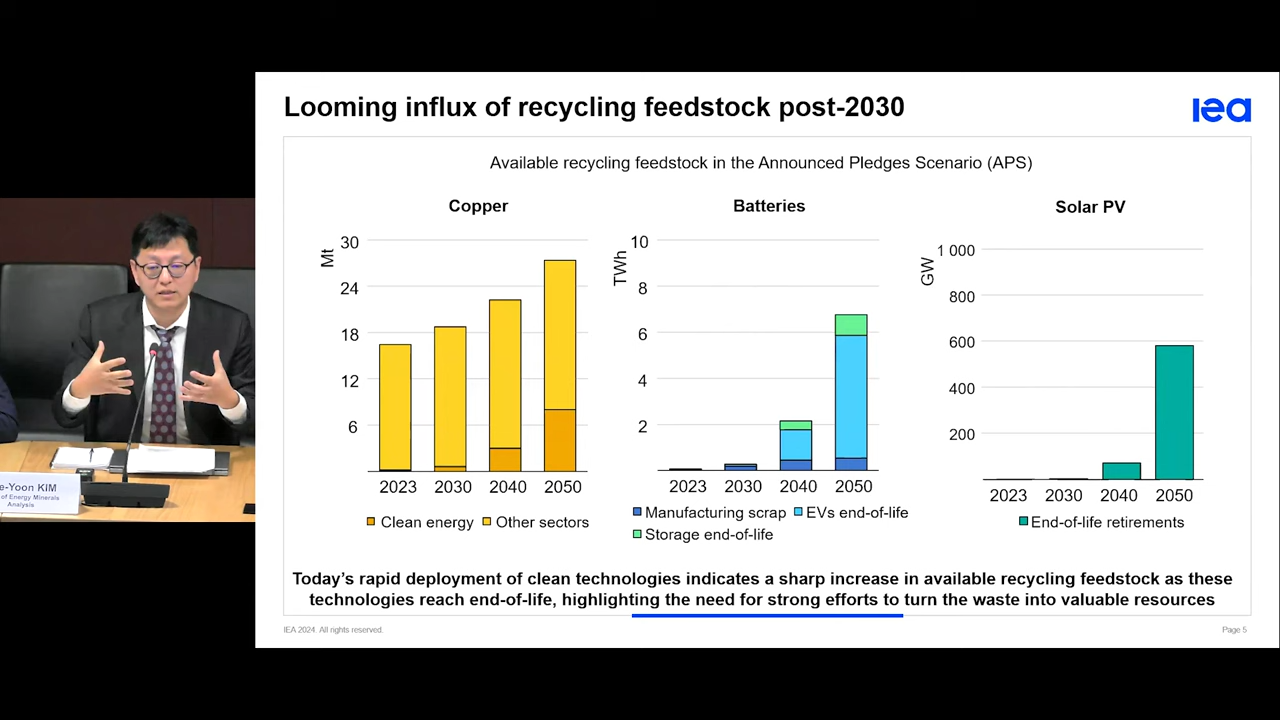 Looming influx of recycling feedstock post-2030
iea
Available recycling feedstock in the Announced Pledges Scenario (APS)
Copper
Mt
30
24
18
12
6
2023 2030 2040 2050
Clean energy Other sectors
Batteries
TWh
10
8
6
4
2
2023 2030 2040 2050
Manufacturing scrap EVs end-of-life
Storage end-of-life
Solar PV
GW
1 000
800
600
400
200
2023 2030 2040 2050
End-of-life retirements
Today's rapid deployment of clean technologies indicates a sharp increase in available recycling feedstock as these
technologies reach end-of-life, highlighting the need for strong efforts to turn the waste into valuable resources
IEA 2024. All rights reserved.
Page 5
e-Yoon KIM
of Energy Minerals
Analysis